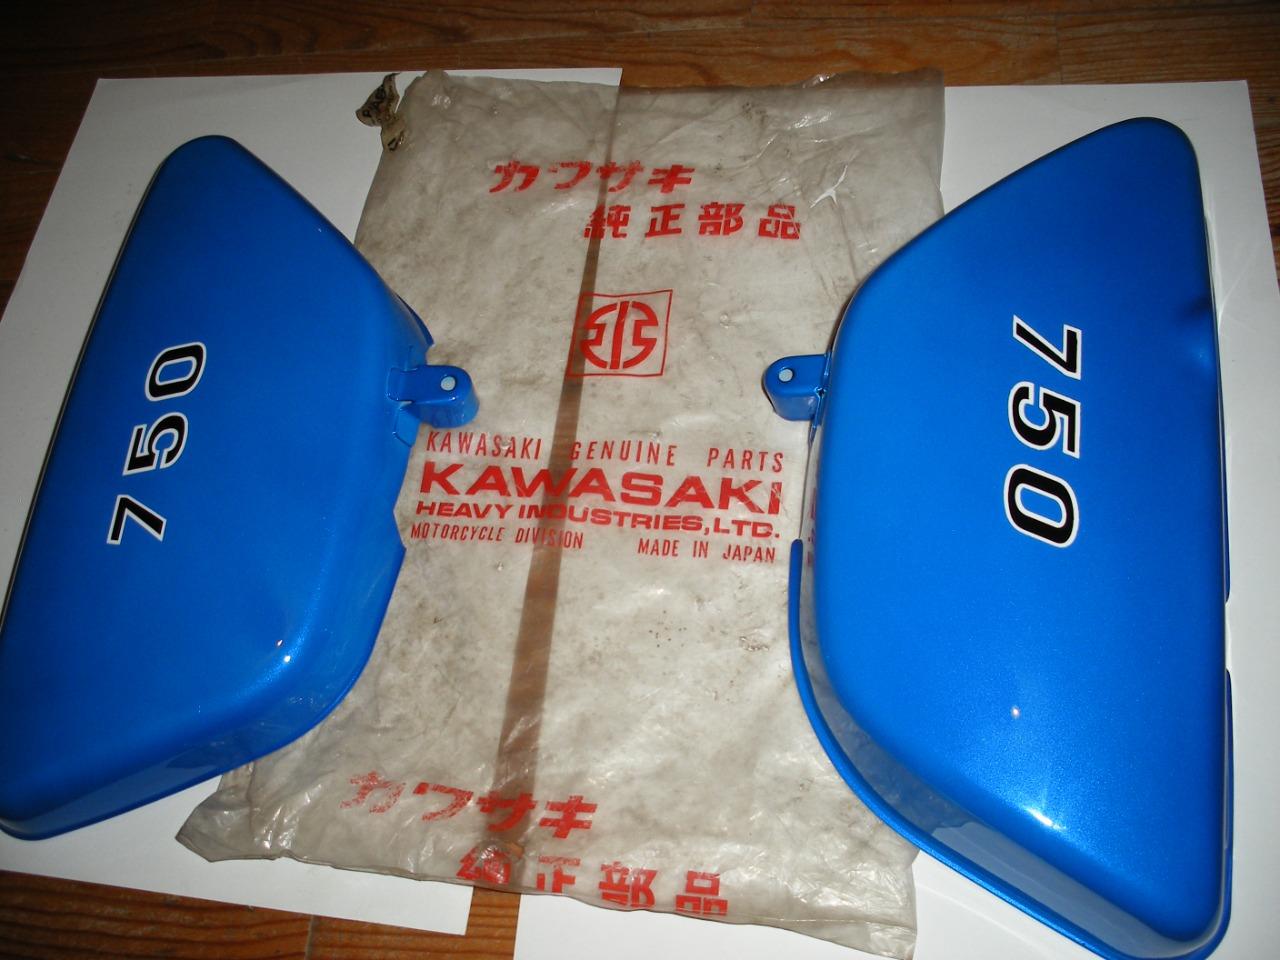 カワサキ
純正部品
KAWASAKI GENUINE PARTS
KAWASAKI
HEAVY INDUSTRIES, LTD.
MOTORCYCLE DIVISION MADE IN JAPAN
カワサキ
純正部品
750
750